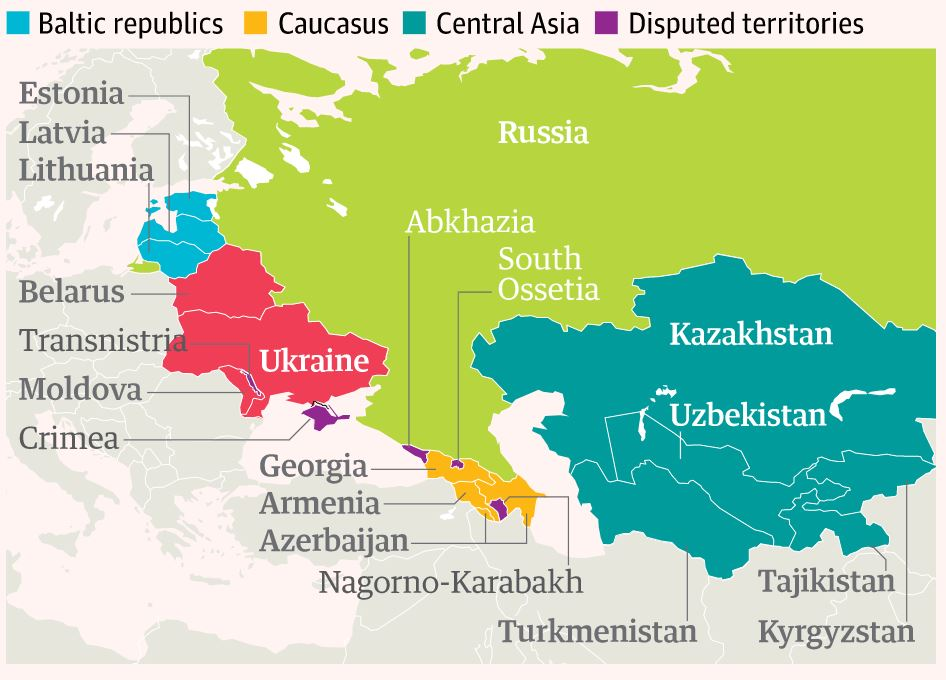 Baltic republics Caucasus Central Asia Disputed territories
Estonia
Latvia
Lithuania
Russia
Abkhazia
South
Ossetia
Belarus
Transnistria
Ukraine
Kazakhstan
Moldova
Uzbekistan
Crimea
Georgia
Armenia
Azerbaijan
Nagorno-Karabakh
Tajikistan
Turkmenistan
Kyrgyzstan